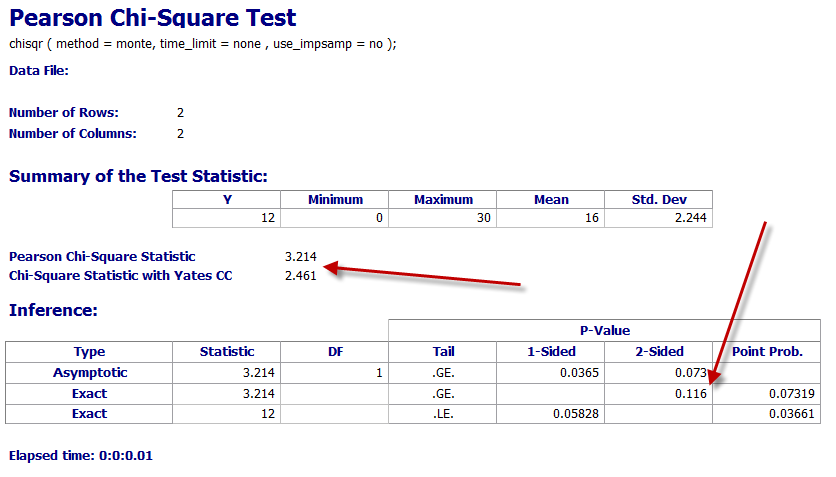 Pearson Chi-Square Test
chisqr ( method = monte, time_limit = none , use_impsamp = no );
Data File:
Number of Rows: 2
Number of Columns: 2
Summary of the Test Statistic:
Y Minimum Maximum Mean Std. Dev
12 0 30 16 2.244
Pearson Chi-Square Statistic 3.214
Chi-Square Statistic with Yates CC 2.461
Inference:
P-Value
Type Statistic DF Tail 1-Sided 2-Sided Point Prob.
Asymptotic 3.214 1 .GE. 0.0365 0.073
Exact 3.214 .GE. 0.116 0.07319
Exact 12 .LE. 0.05828 0.03661
Elapsed time: 0:0:0.01